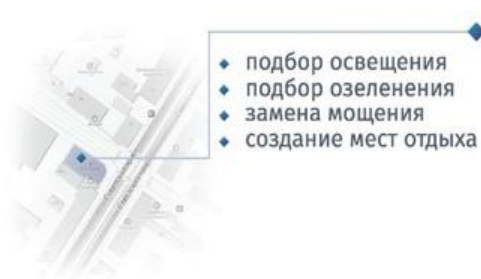 подбор освещения
подбор озеленения
замена мощения
создание мест отдыха